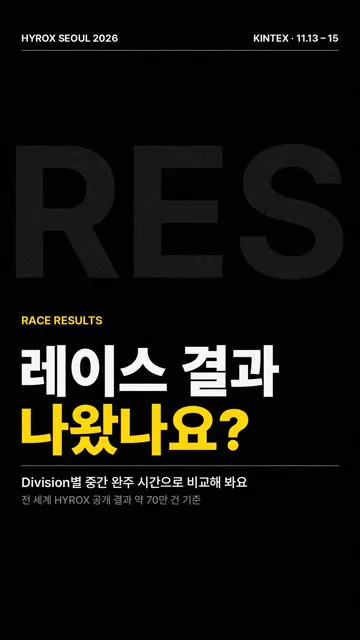 HYROX SEOUL 2026
KINTEX · 11.13 – 15
RES
RACE RESULTS
레이스 결과
나왔나요?
Division별 중간 완주 시간으로 비교해 봐요
전 세계 HYROX 공개 결과 약 70만 건 기준